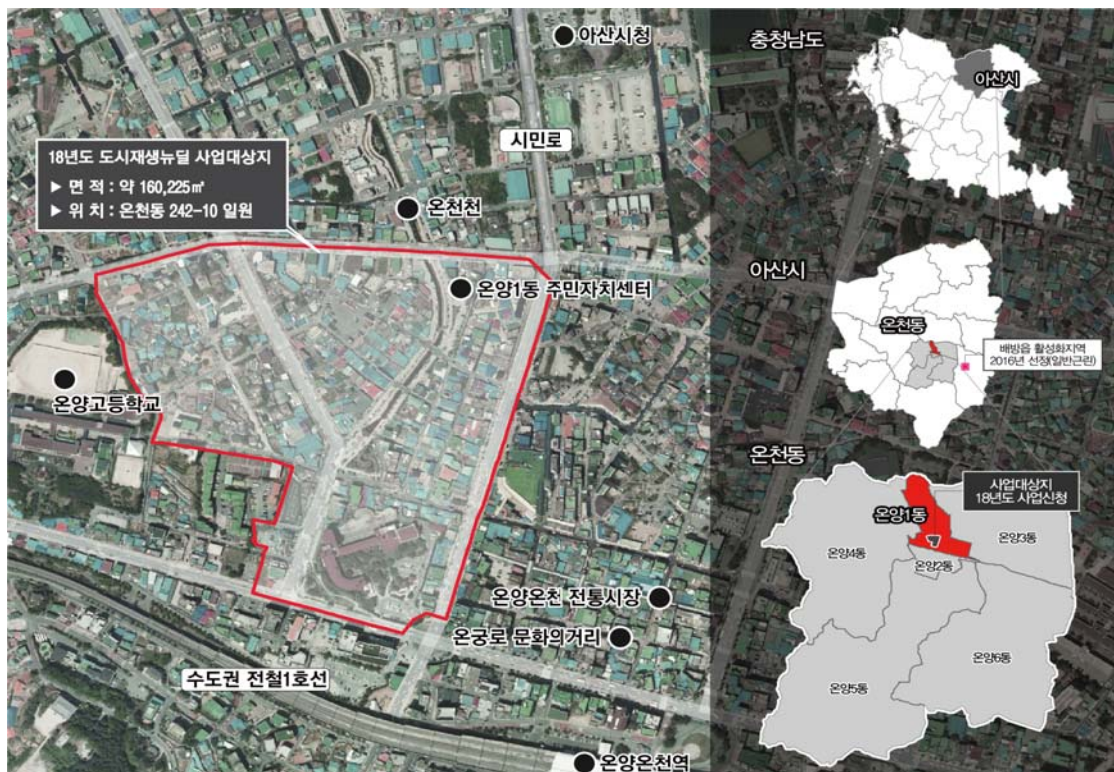 아산시청
시민로
18년도 도시재생뉴딜 사업대상지
▶ 면 적 : 약 160,225㎡
▶ 위 치 : 온천동 242-10 일원
온천천
온양1동 주민자치센터
온양고등학교
온양온천 전통시장
온궁로 문화의거리
수도권 전철1호선
온양온천역
충청남도
아산시
아산시
온천동
배방읍 활성화지역
2016년 선정(일반근린)
온천동
사업대상지
18년도 사업신청
온양1동
온양4동
온양3동
온양2동
온양6동
온양5동